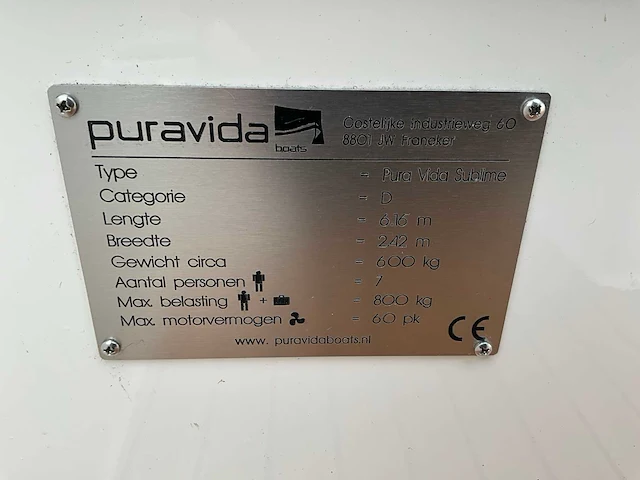 puravida
boats
Oostelijke Industrieweg 60
8801 JW Franeker
Type = Pura Vida Sublime
Categorie = D
Lengte = 6.15 m
Breedte = 2.42 m
Gewicht circa = 600 kg
Aantal personen = 7
Max. belasting + = 800 kg
Max. motorvermogen = 60 pk
www. puravidaboats.nl
CE